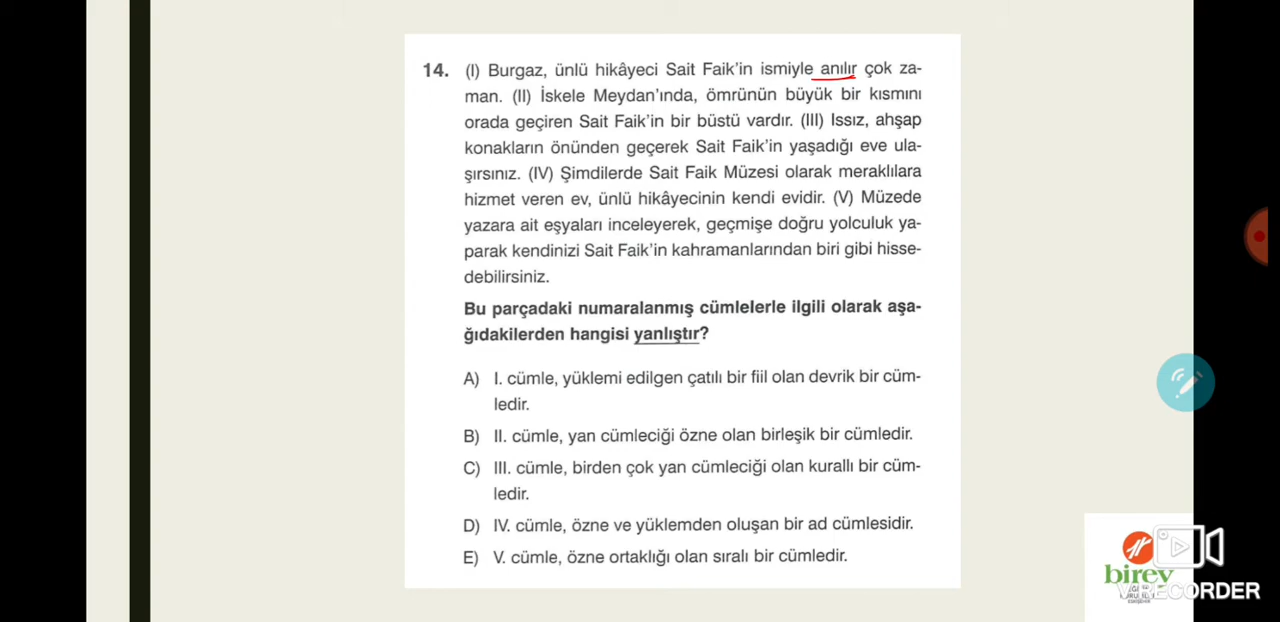 14. (I) Burgaz, ünlü hikâyeci Sait Faik'in ismiyle anılır çok za-
man. (II) İskele Meydan'ında, ömrünün büyük bir kısmını
orada geçiren Sait Faik'in bir büstü vardır. (III) Issız, ahşap
konakların önünden geçerek Sait Faik'in yaşadığı eve ula-
şırsınız. (IV) Şimdilerde Sait Faik Müzesi olarak meraklılara
hizmet veren ev, ünlü hikâyecinin kendi evidir. (V) Müzede
yazara ait eşyaları inceleyerek, geçmişe doğru yolculuk ya-
parak kendinizi Sait Faik'in kahramanlarından biri gibi hisse-
debilirsiniz.
Bu parçadaki numaralanmış cümlelerle ilgili olarak aşa-
ğıdakilerden hangisi yanlıştır?
A) I. cümle, yüklemi edilgen çatılı bir fiil olan devrik bir cüm-
ledir.
B) II. cümle, yan cümleciği özne olan birleşik bir cümledir.
C) III. cümle, birden çok yan cümleciği olan kurallı bir cüm-
ledir.
D) IV. cümle, özne ve yüklemden oluşan bir ad cümlesidir.
E) V. cümle, özne ortaklığı olan sıralı bir cümledir.
birey
RECORDER